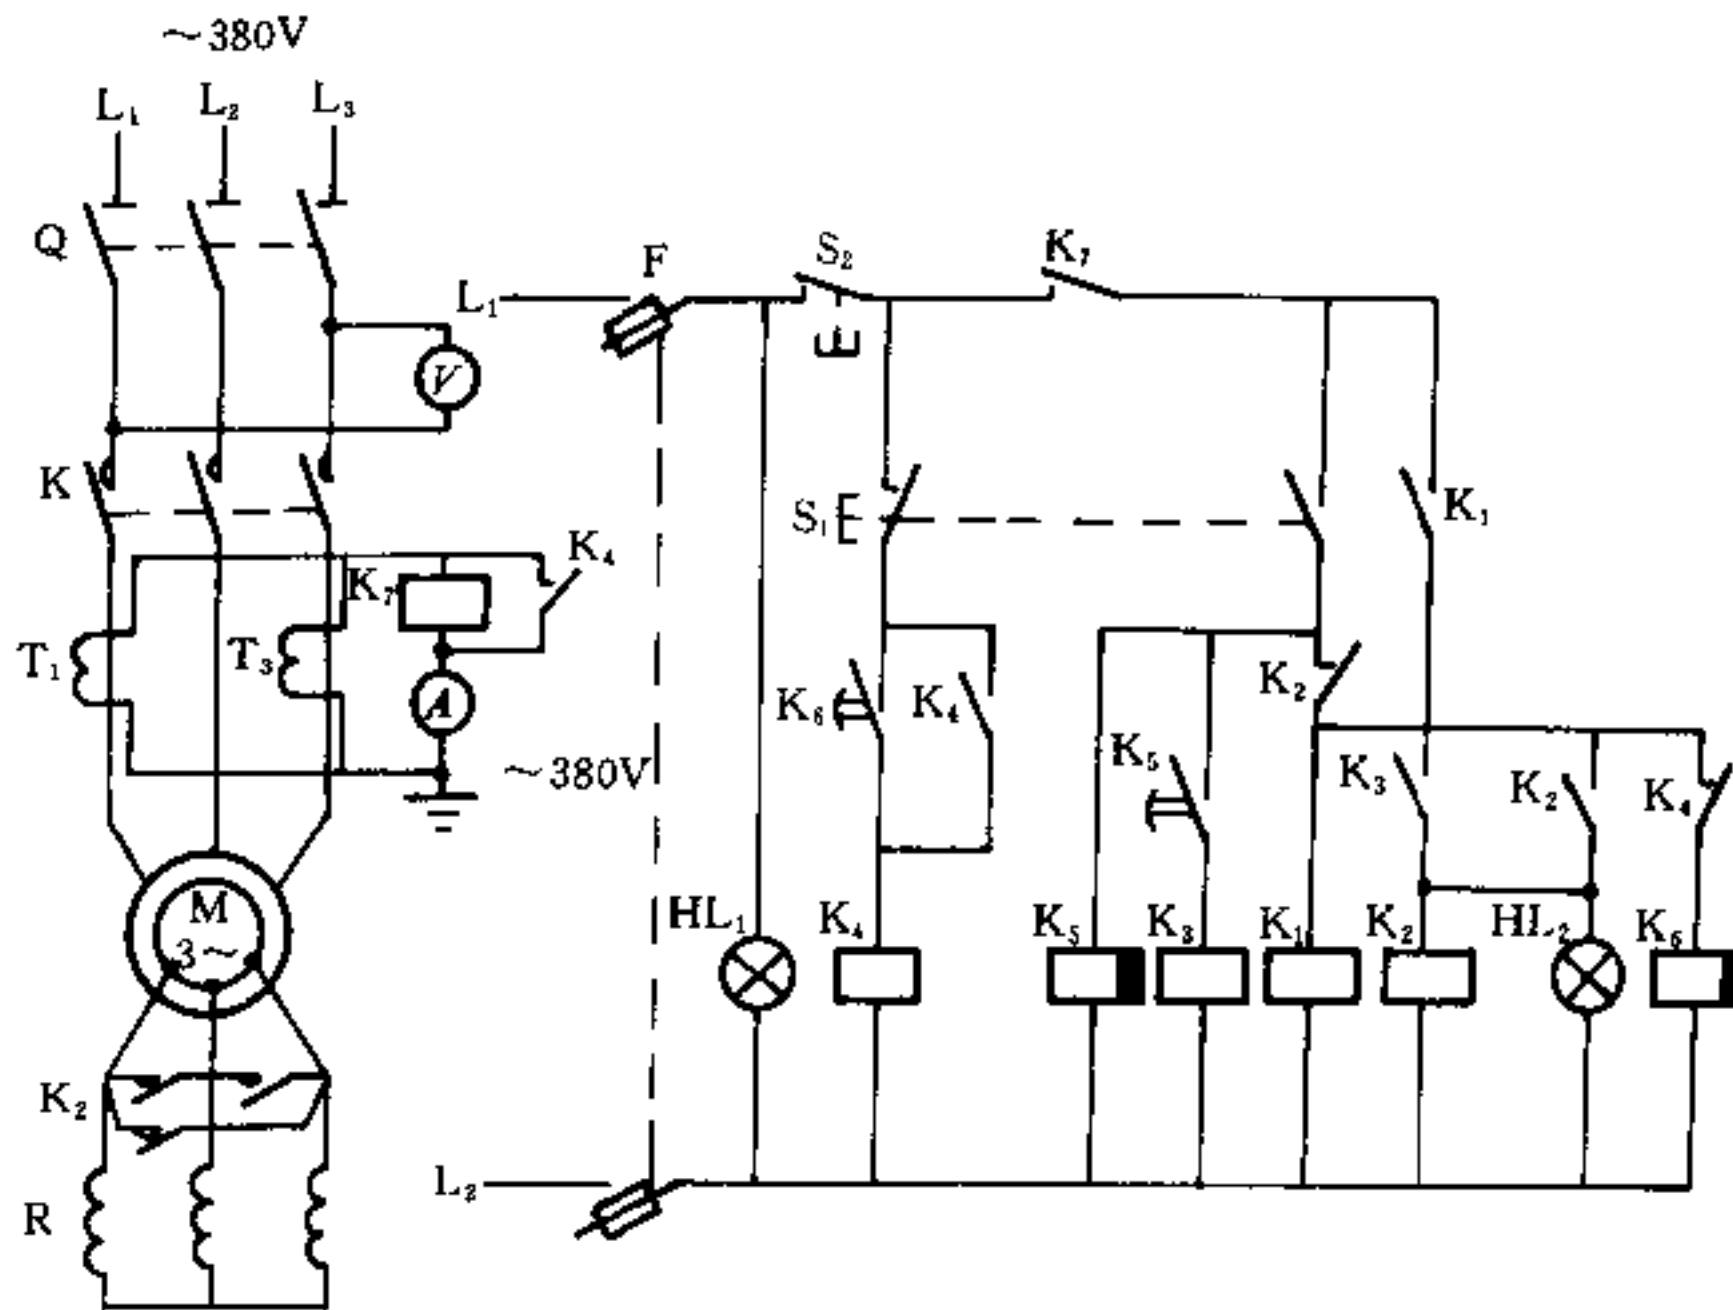 ~380V
L₁ L₂ L₃
Q
F S₂ K₇
L₁
V
K
S₁ K₁
K₄
K₇
T₁ T₃
K₂
A
K₆ K₄
~380V K₅ K₃ K₂ K₄
M
3~
HL₁ K₄ K₅ K₃ K₁ K₂ HL₂ K₆
K₂
L₂
R